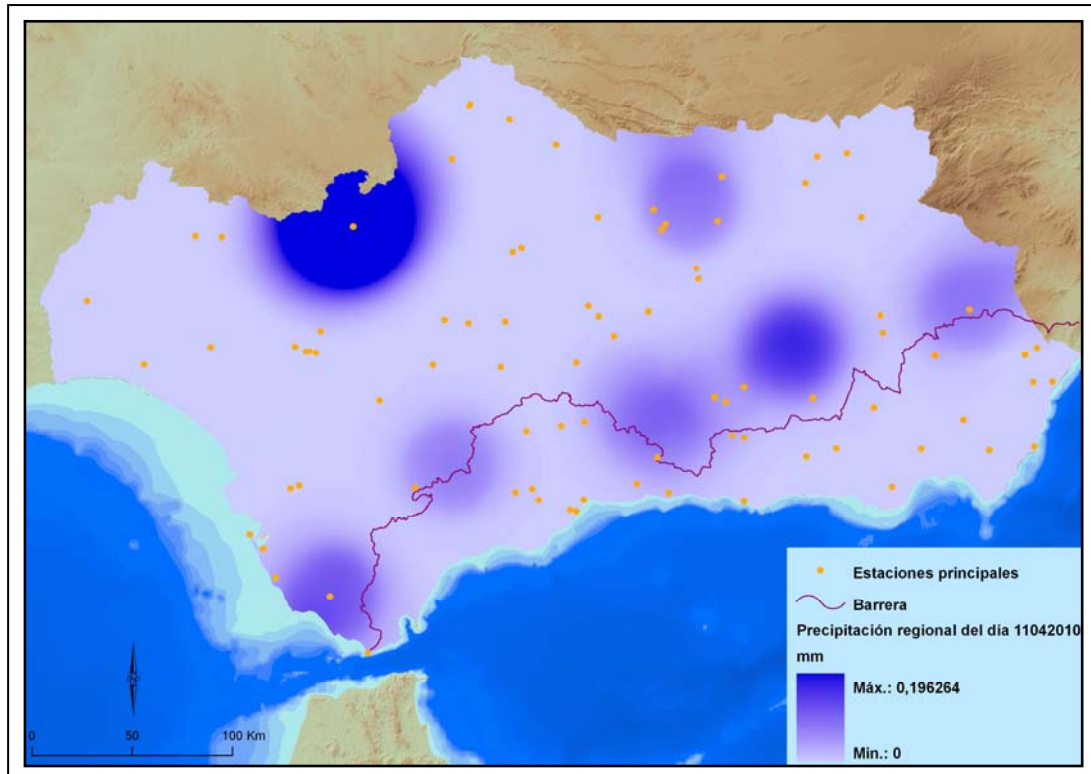 Estaciones principales
Barrera
Precipitación regional del día 11042010
mm
Máx.: 0,196264
Min.: 0
0 50 100 Km